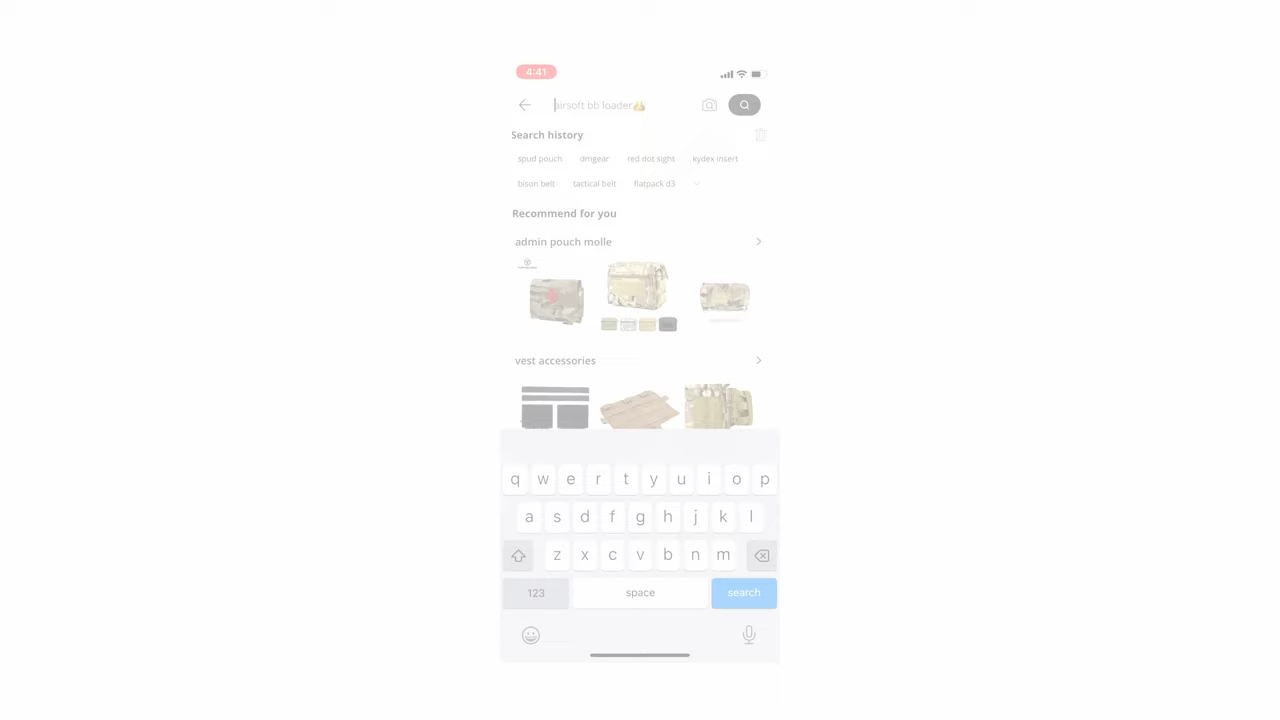 4:41
airsoft bb loader
Search history
spud pouch dmgear red dot sight kydex insert
bison belt tactical belt flatpack d3
Recommend for you
admin pouch molle
vest accessories
q w e r t y u i o p
a s d f g h j k l
z x c v b n m
123 space search